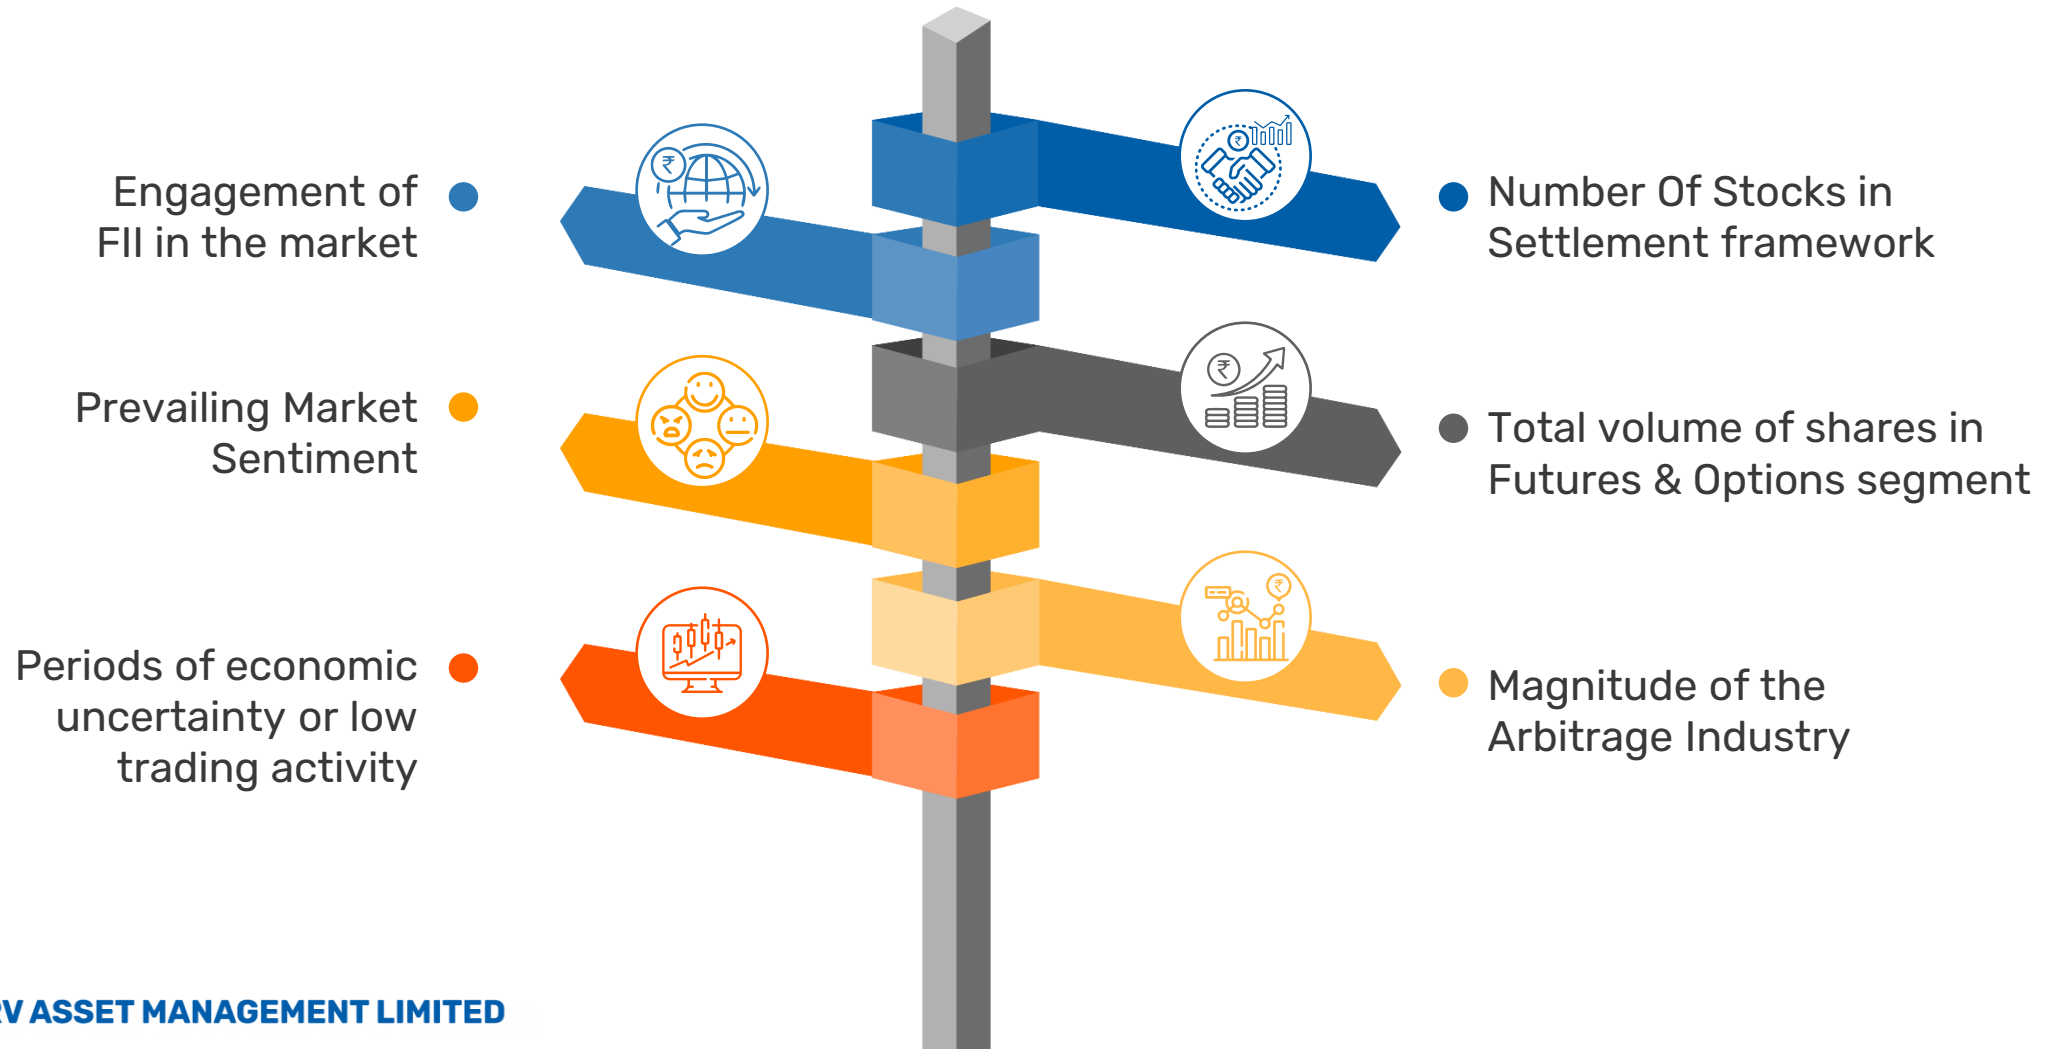 Engagement of
FII in the market
Number Of Stocks in
Settlement framework
Prevailing Market
Sentiment
Total volume of shares in
Futures & Options segment
Periods of economic
uncertainty or low
trading activity
Magnitude of the
Arbitrage Industry
RV ASSET MANAGEMENT LIMITED